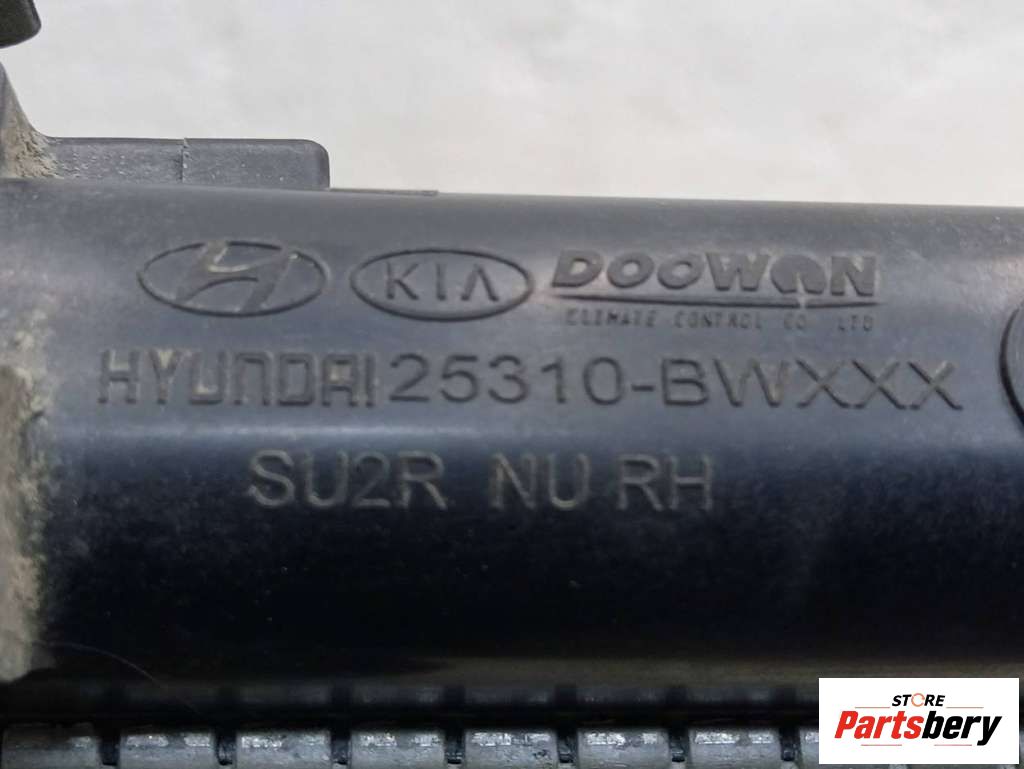 KIA DOOWON
CLIMATE CONTROL CO LTD
HYUNDAI 25310-BWXXX
SU2R NU RH
STORE
Partsbery